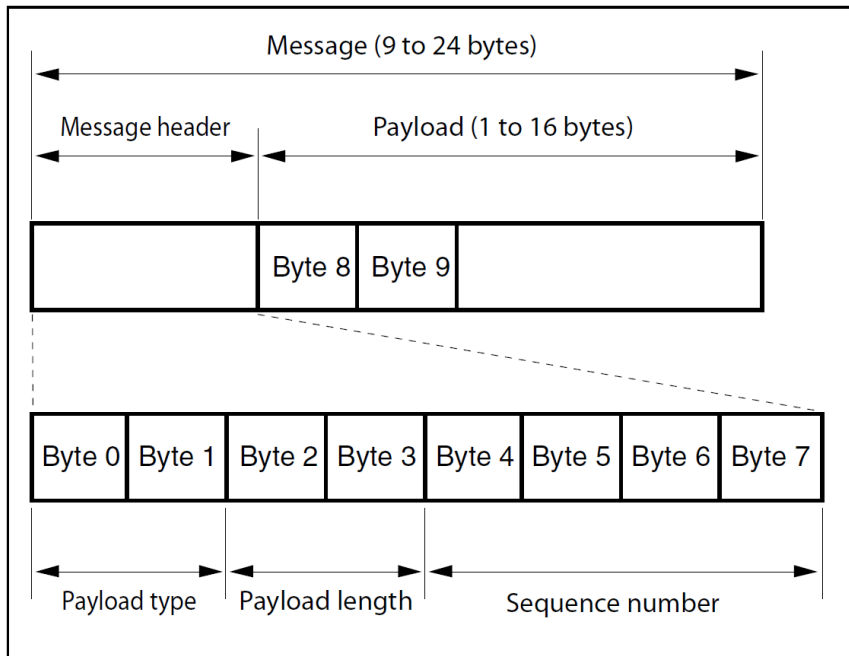 Message (9 to 24 bytes)
Message header
Payload (1 to 16 bytes)
Byte 8 Byte 9
Byte 0 Byte 1 Byte 2 Byte 3 Byte 4 Byte 5 Byte 6 Byte 7
Payload type Payload length Sequence number